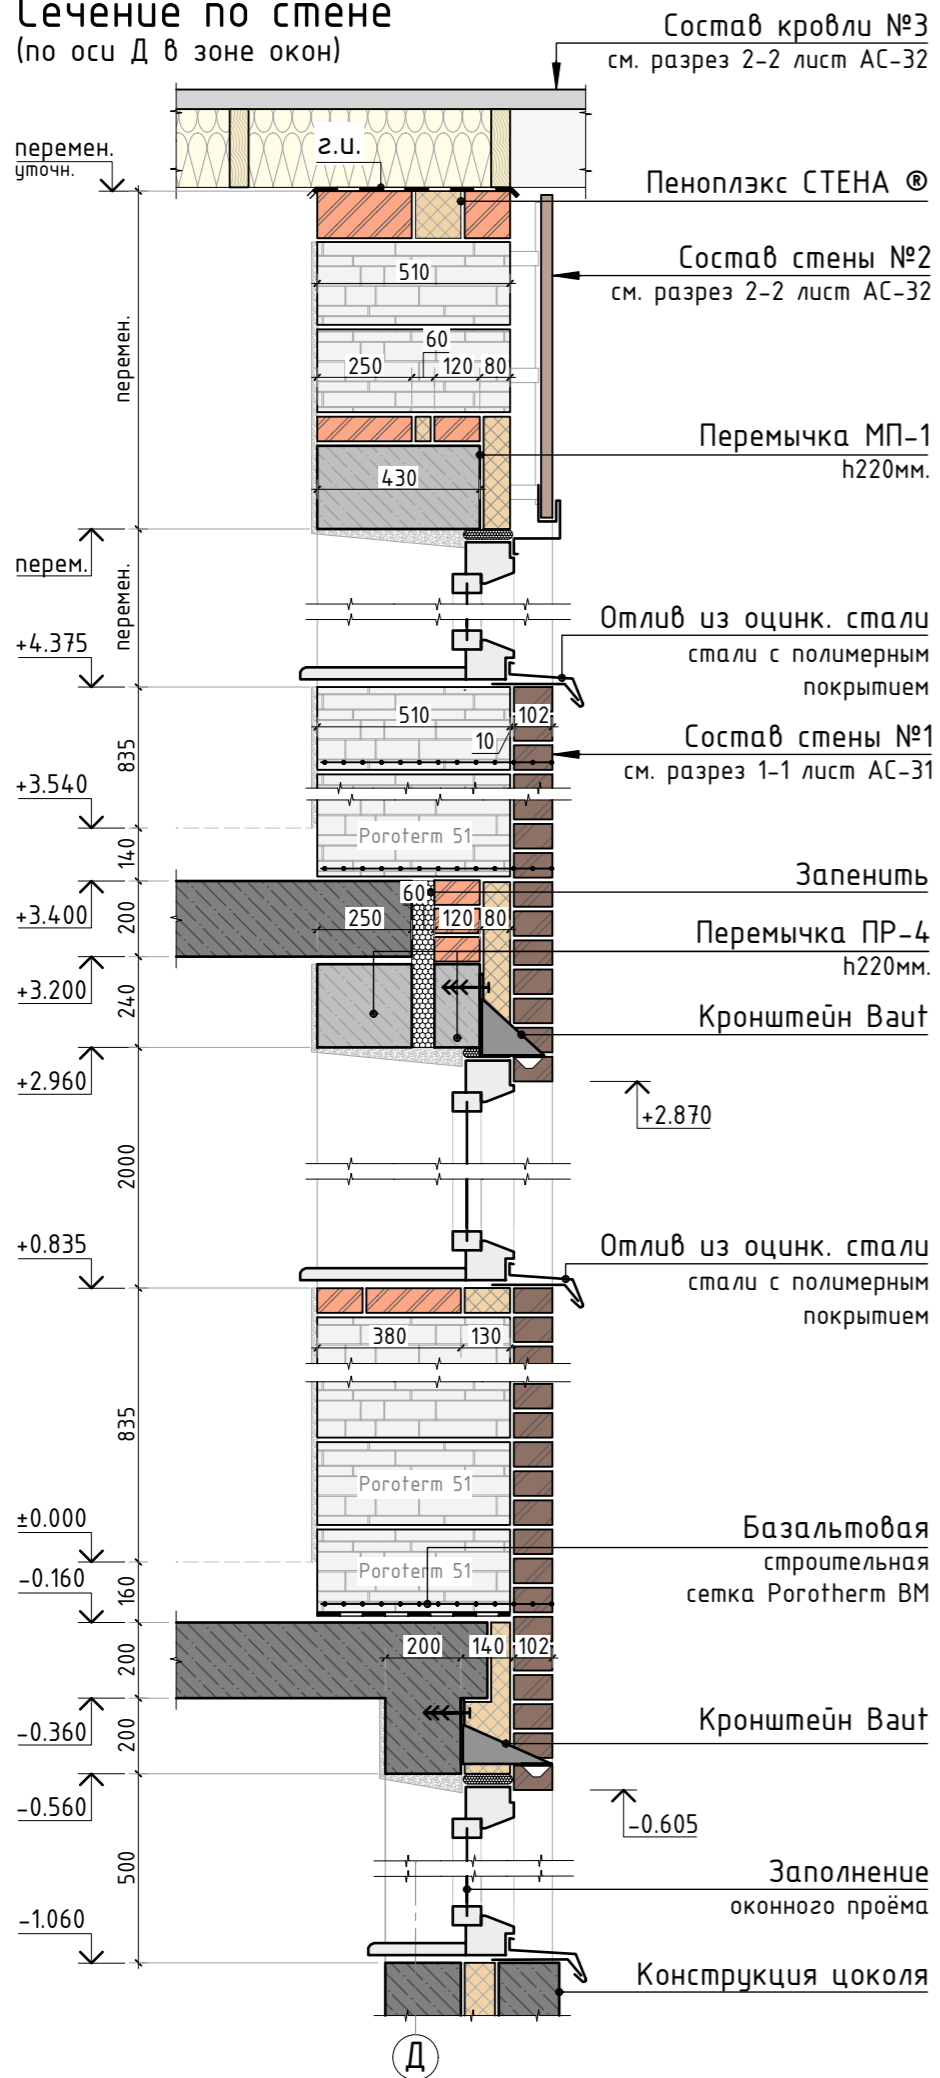 Сечение по стене
(по оси Д в зоне окон)
Состав кровли №3
см. разрез 2-2 лист АС-32
перемен.
уточн.
г.и.
Пеноплэкс СТЕНА ®
Состав стены №2
см. разрез 2-2 лист АС-32
510
60
250
120
80
перемен.
Перемычка МП-1
h220мм.
430
перем.
перемен.
Отлив из оцинк. стали
стали с полимерным
покрытием
+4.375
510
102
10
835
Состав стены №1
см. разрез 1-1 лист АС-31
+3.540
Poroterm 51
140
Запенить
60
+3.400
200
250
120
80
Перемычка ПР-4
h220мм.
+3.200
240
Кронштейн Baut
+2.960
+2.870
2000
+0.835
Отлив из оцинк. стали
стали с полимерным
покрытием
380
130
835
Poroterm 51
±0.000
Базальтовая
строительная
сетка Porotherm BM
Poroterm 51
-0.160
160
200
200
140
102
-0.360
200
Кронштейн Baut
-0.560
-0.605
500
Заполнение
оконного проёма
-1.060
Конструкция цоколя
Д